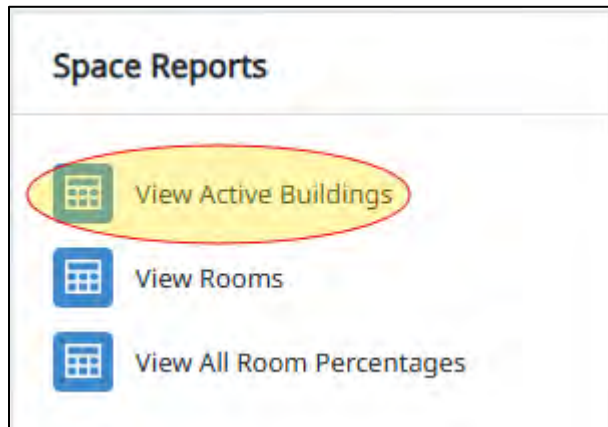 Space Reports
View Active Buildings
View Rooms
View All Room Percentages